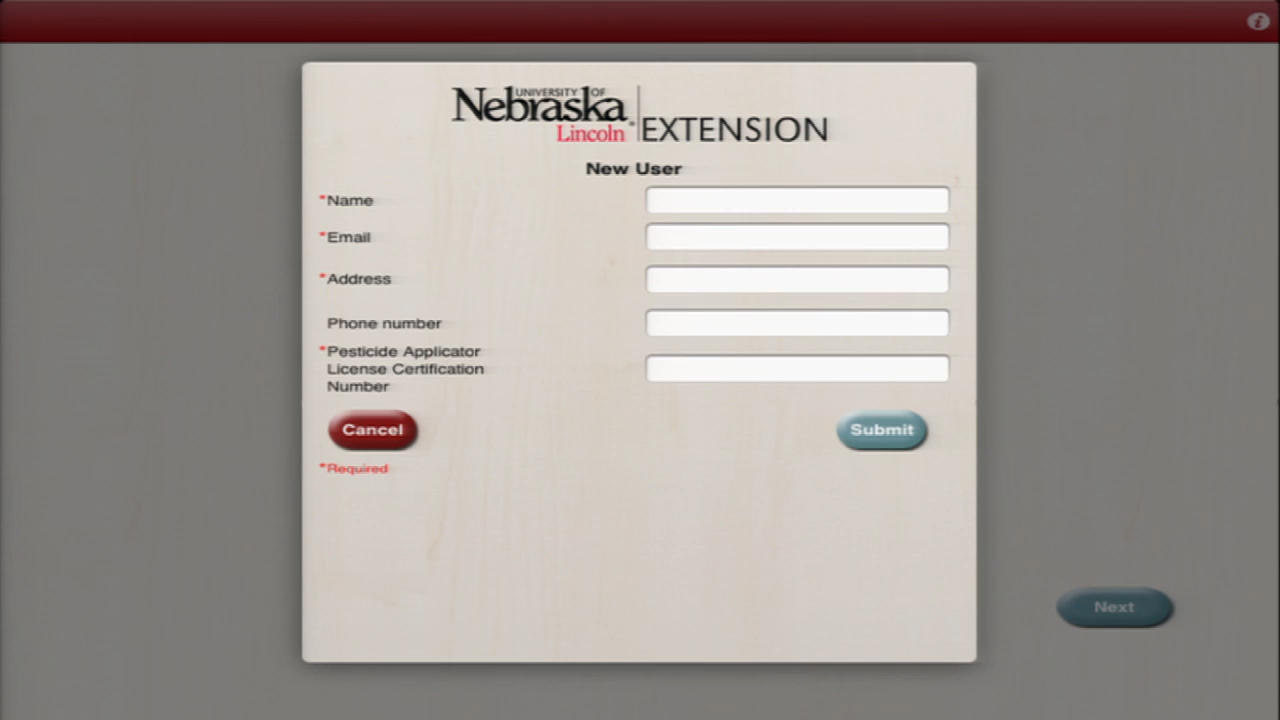 UNIVERSITY OF
Nebraska
Lincoln
EXTENSION
New User
*Name
*Email
*Address
Phone number
*Pesticide Applicator
License Certification
Number
Cancel
Submit
*Required
Next